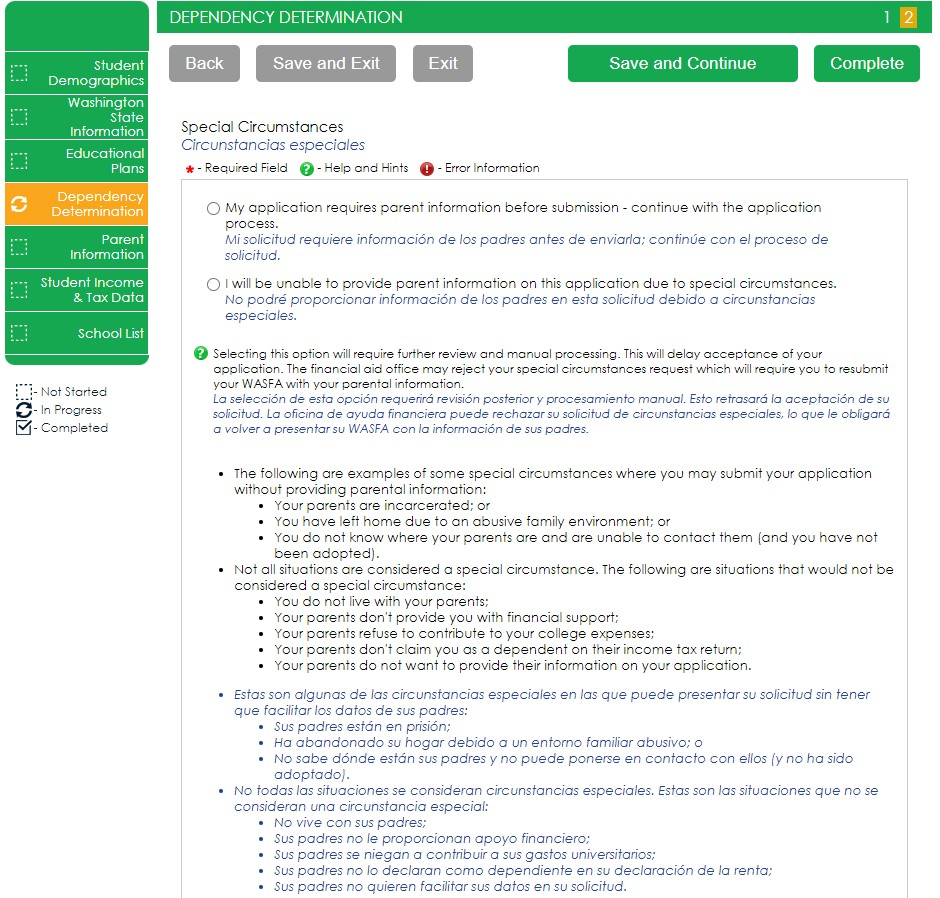 DEPENDENCY DETERMINATION
1 2
Back
Save and Exit
Exit
Save and Continue
Complete
Student
Demographics
Washington
State
Information
Educational
Plans
Dependency
Determination
Parent
Information
Student Income
& Tax Data
School List
- Not Started
- In Progress
- Completed
Special Circumstances
Circunstancias especiales
* - Required Field ? - Help and Hints ! - Error Information
My application requires parent information before submission - continue with the application
process.
Mi solicitud requiere información de los padres antes de enviarla; continúe con el proceso de
solicitud.
I will be unable to provide parent information on this application due to special circumstances.
No podré proporcionar información de los padres en esta solicitud debido a circunstancias
especiales.
? Selecting this option will require further review and manual processing. This will delay acceptance of your
application. The financial aid office may reject your special circumstances request which will require you to resubmit
your WASFA with your parental information.
La selección de esta opción requerirá revisión posterior y procesamiento manual. Esto retrasará la aceptación de su
solicitud. La oficina de ayuda financiera puede rechazar su solicitud de circunstancias especiales, lo que le obligará
a volver a presentar su WASFA con la información de sus padres.
• The following are examples of some special circumstances where you may submit your application
without providing parental information:
• Your parents are incarcerated; or
• You have left home due to an abusive family environment; or
• You do not know where your parents are and are unable to contact them (and you have not
been adopted).
• Not all situations are considered a special circumstance. The following are situations that would not be
considered a special circumstance:
• You do not live with your parents;
• Your parents don't provide you with financial support;
• Your parents refuse to contribute to your college expenses;
• Your parents don't claim you as a dependent on their income tax return;
• Your parents do not want to provide their information on your application.
• Estas son algunas de las circunstancias especiales en las que puede presentar su solicitud sin tener
que facilitar los datos de sus padres:
• Sus padres están en prisión;
• Ha abandonado su hogar debido a un entorno familiar abusivo; o
• No sabe dónde están sus padres y no puede ponerse en contacto con ellos (y no ha sido
adoptado).
• No todas las situaciones se consideran circunstancias especiales. Estas son las situaciones que no se
consideran una circunstancia especial:
• No vive con sus padres;
• Sus padres no le proporcionan apoyo financiero;
• Sus padres se niegan a contribuir a sus gastos universitarios;
• Sus padres no lo declaran como dependiente en su declaración de la renta;
• Sus padres no quieren facilitar sus datos en su solicitud.